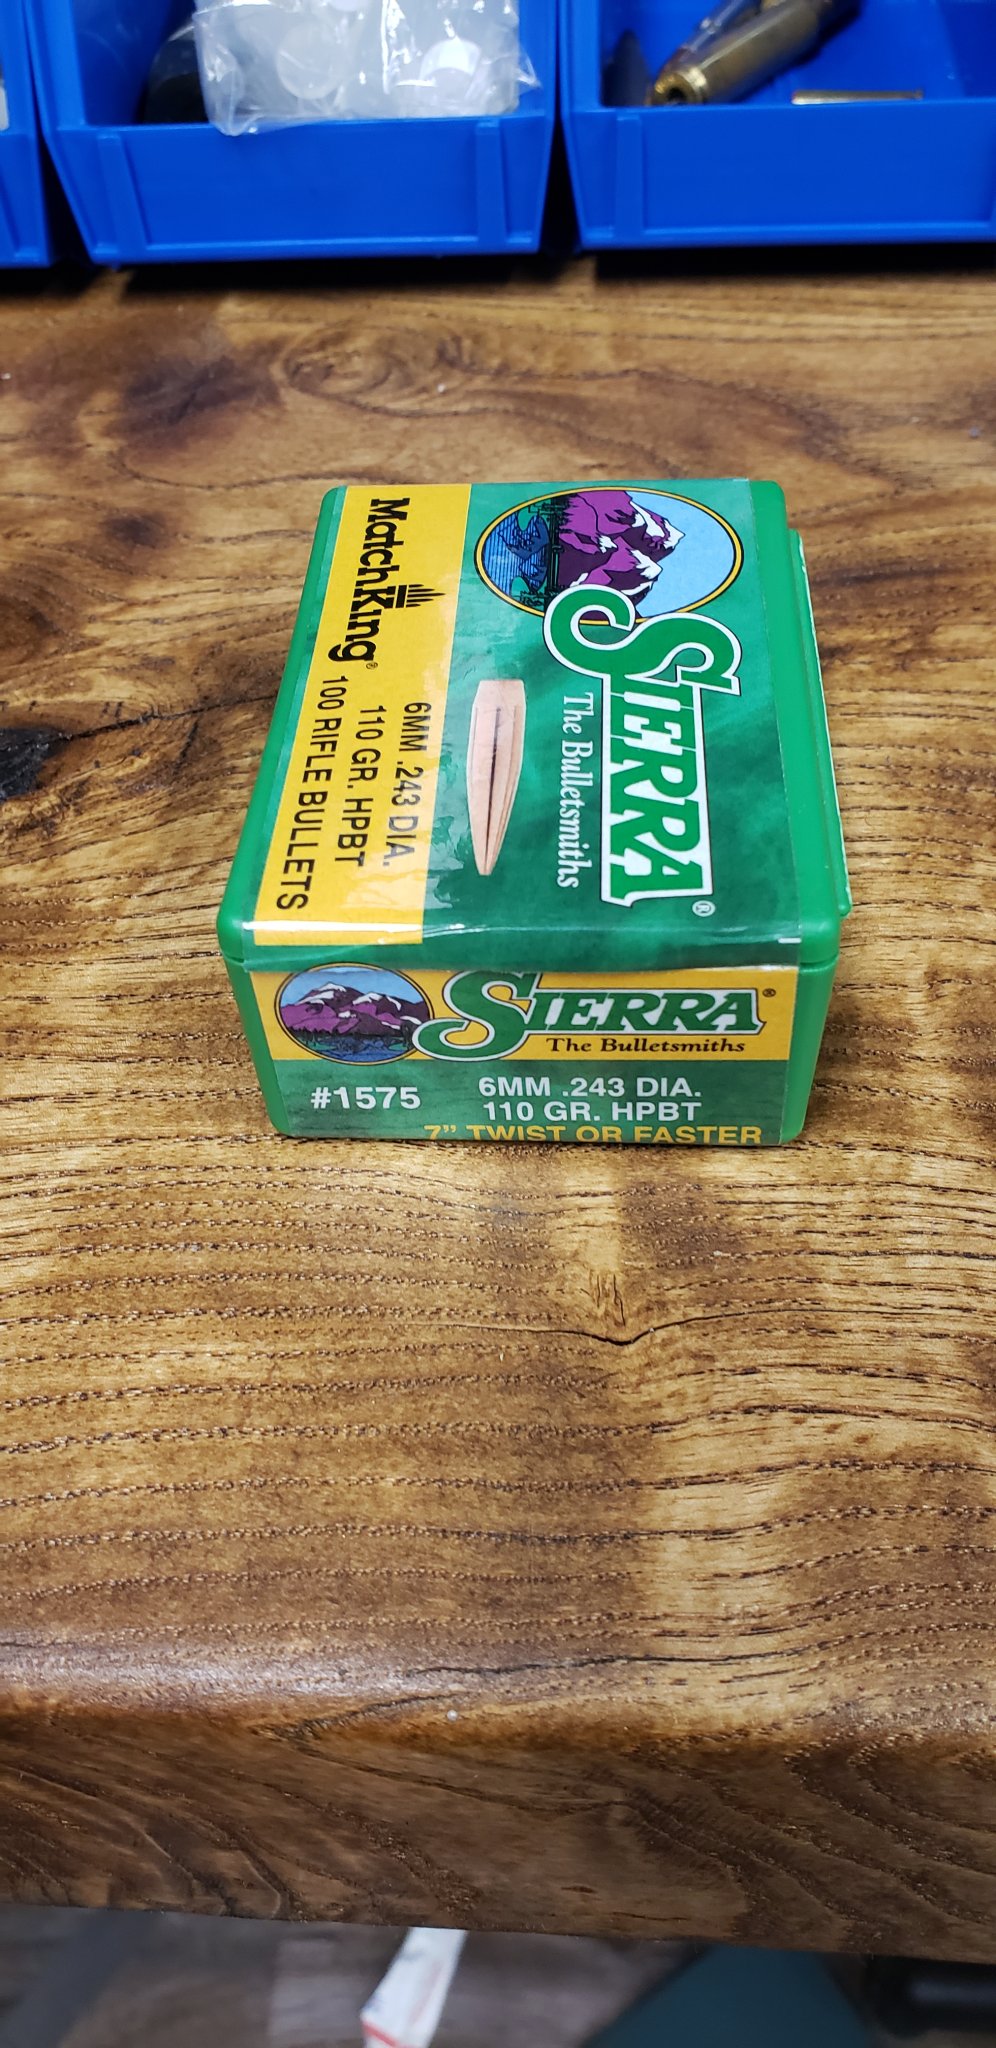 SIERRA®
The Bulletsmiths
MatchKing®
6MM .243 DIA.
110 GR. HPBT
100 RIFLE BULLETS
SIERRA®
The Bulletsmiths
#1575
6MM .243 DIA.
110 GR. HPBT
7” TWIST OR FASTER